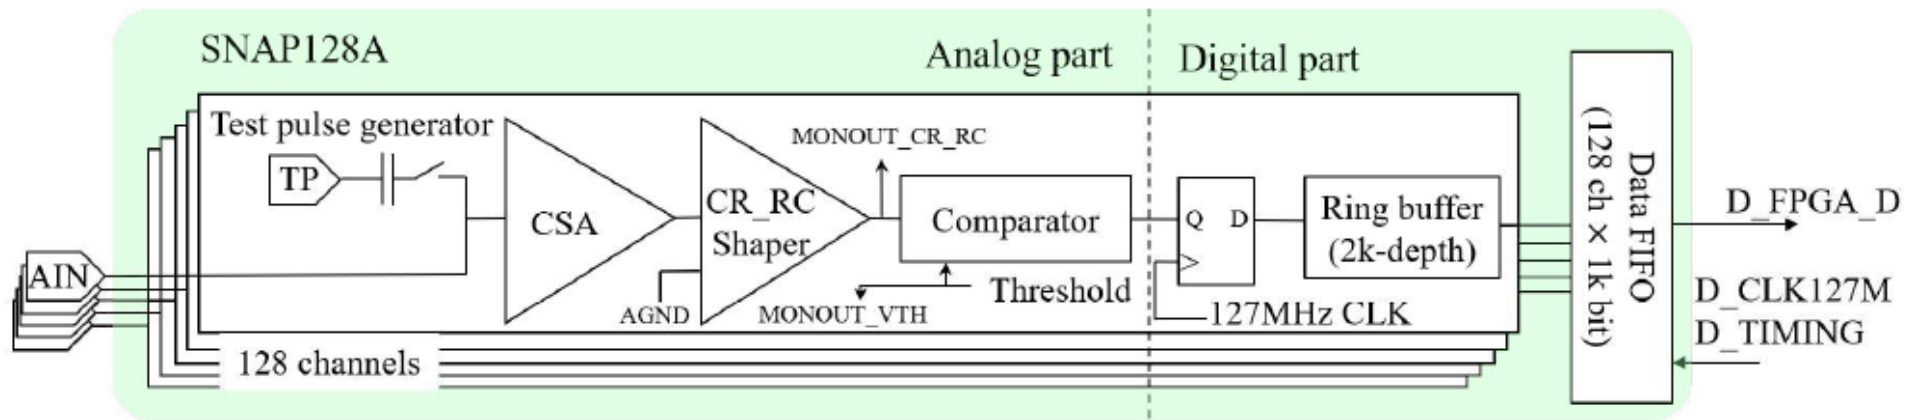 SNAP128A
Analog part
Digital part
Test pulse generator
TP
CSA
CR_RC
Shaper
AGND
MONOUT_CR_RC
Comparator
Threshold
MONOUT_VTH
Q D
127MHz CLK
Ring buffer
(2k-depth)
Data FIFO
(128 ch × 1k bit)
D_FPGA_D
D_CLK127M
D_TIMING
AIN
128 channels